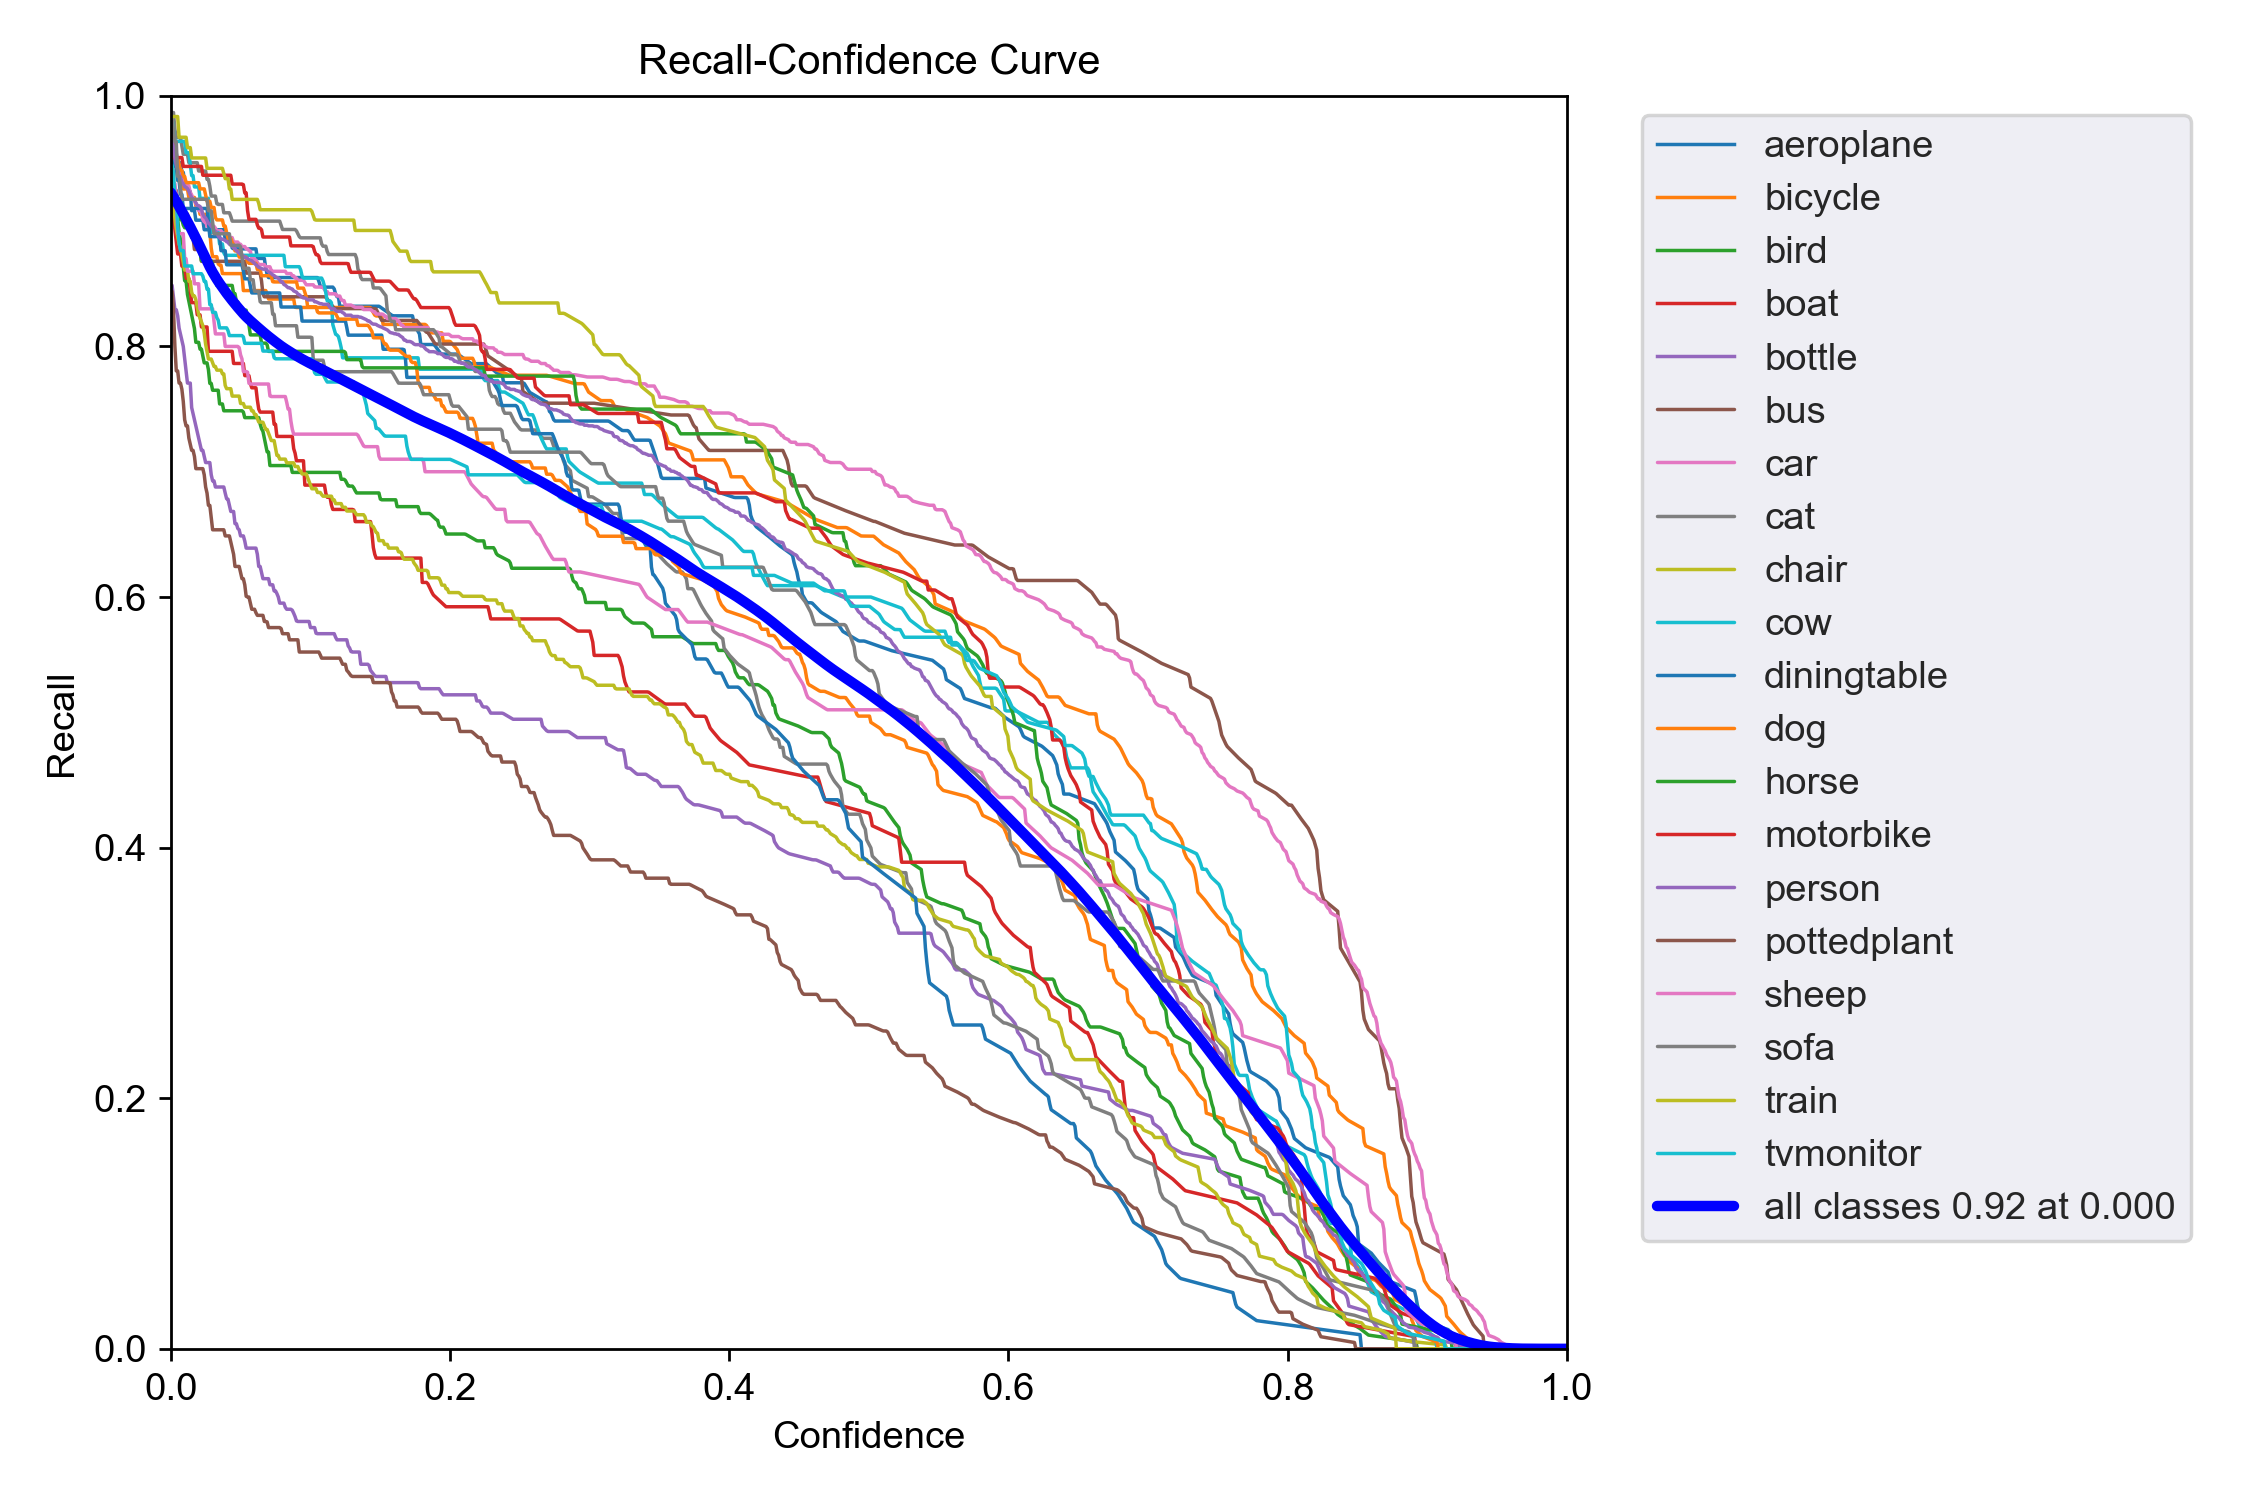 Recall-Confidence Curve
1.0
0.8
0.6
0.4
0.2
0.0
Recall
0.0 0.2 0.4 0.6 0.8 1.0
Confidence
aeroplane
bicycle
bird
boat
bottle
bus
car
cat
chair
cow
diningtable
dog
horse
motorbike
person
pottedplant
sheep
sofa
train
tvmonitor
all classes 0.92 at 0.000